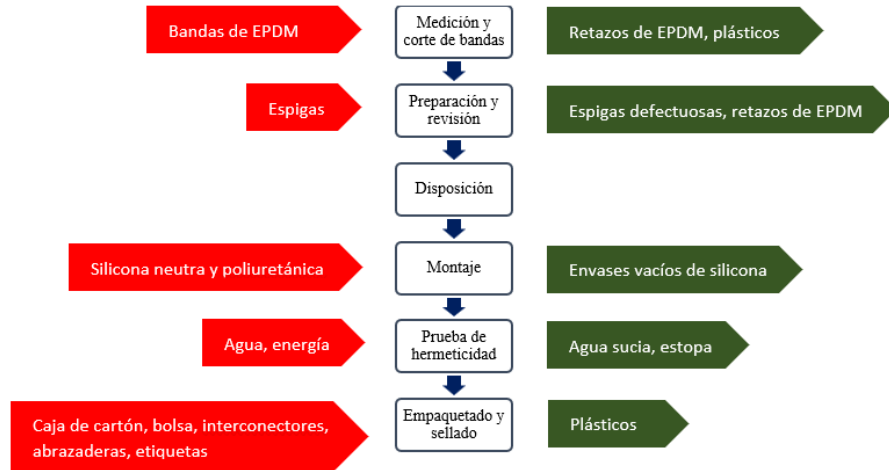 Bandas de EPDM
Medición y
corte de bandas
Retazos de EPDM, plásticos
Espigas
Preparación y
revisión
Espigas defectuosas, retazos de EPDM
Disposición
Silicona neutra y poliuretánica
Montaje
Envases vacíos de silicona
Agua, energía
Prueba de
hermeticidad
Agua sucia, estopa
Caja de cartón, bolsa, interconectores,
abrazaderas, etiquetas
Empaquetado y
sellado
Plásticos